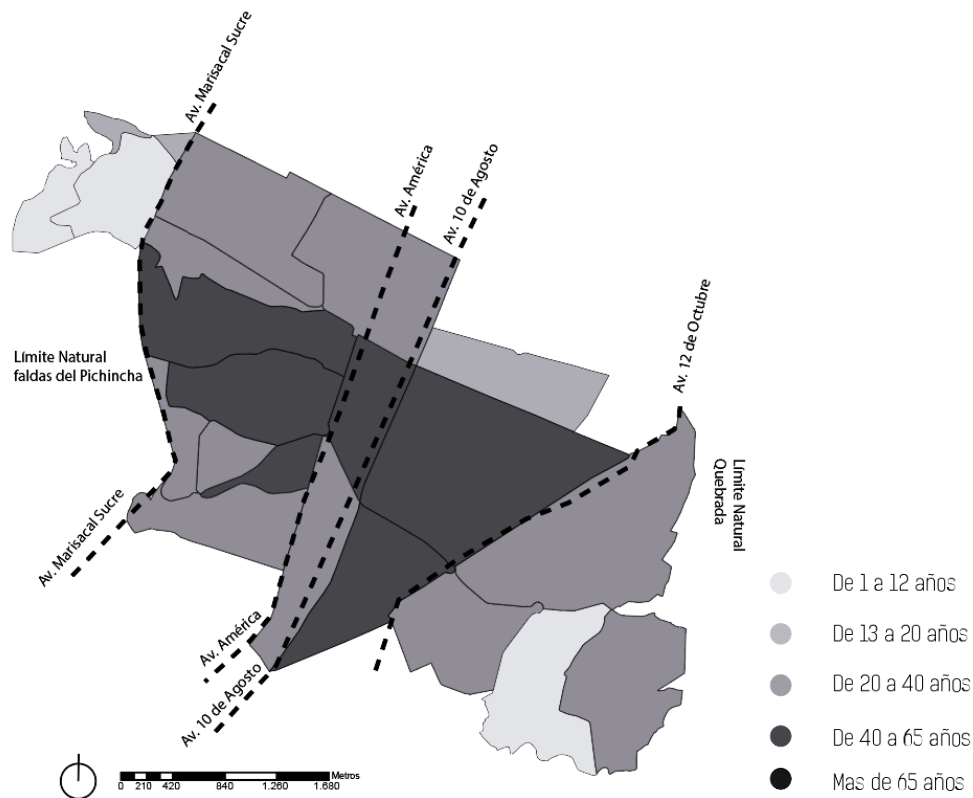 Av. Marisacal Sucre
Av. América
Av. 10 de Agosto
Av. 12 de Octubre
Límite Natural
faldas del Pichincha
Límite Natural
Quebrada
Av. Marisacal Sucre
Av. América
Av. 10 de Agosto
De 1 a 12 años
De 13 a 20 años
De 20 a 40 años
De 40 a 65 años
Mas de 65 años
Metros
0 210 420 840 1.260 1.680